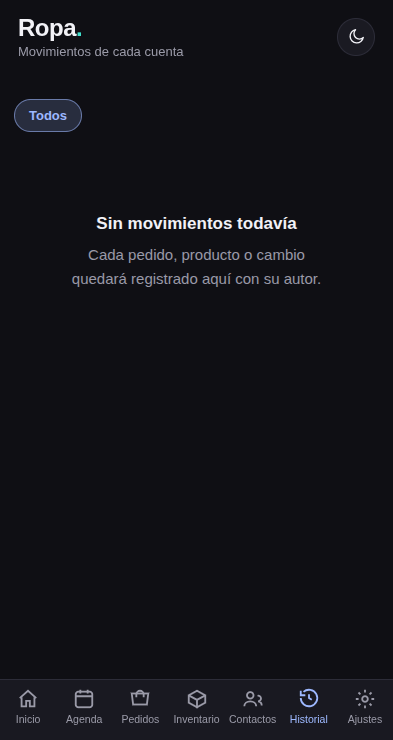 Ropa.
Movimientos de cada cuenta
Todos
Sin movimientos todavía
Cada pedido, producto o cambio
quedará registrado aquí con su autor.
Inicio
Agenda
Pedidos
Inventario
Contactos
Historial
Ajustes